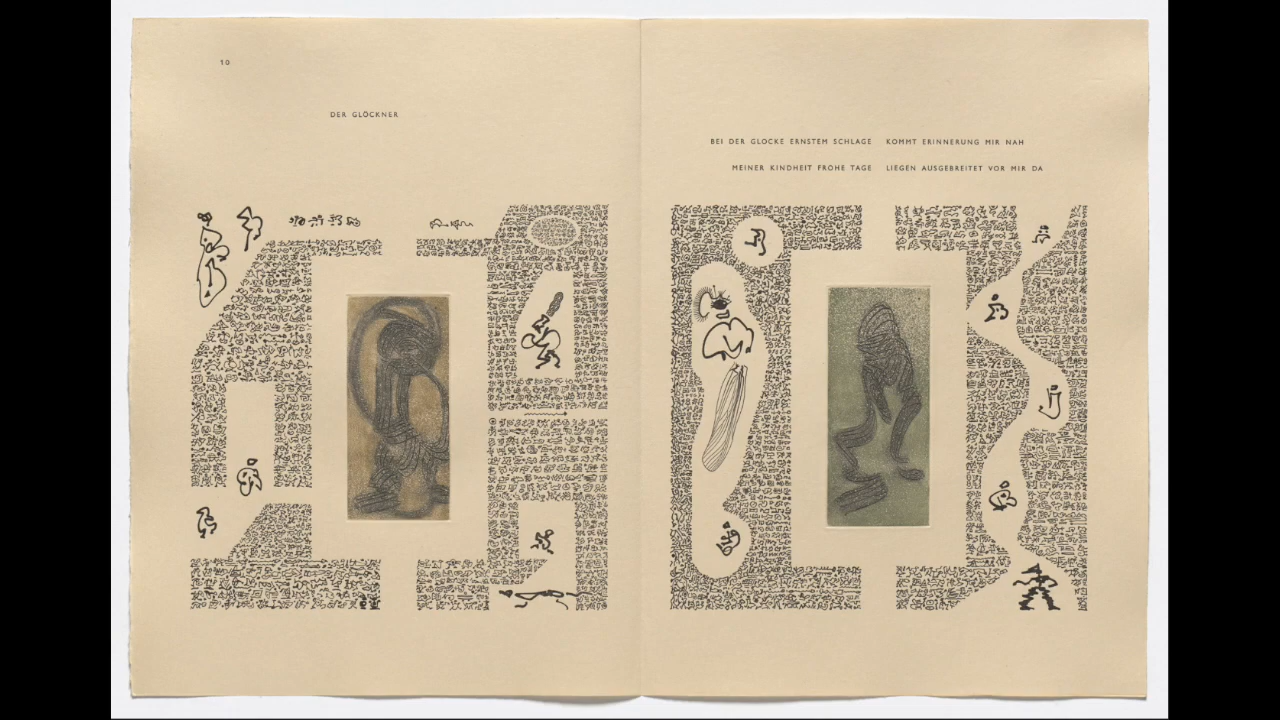 10
DER GLÖCKNER
BEI DER GLOCKE ERNSTEM SCHLAGE KOMMT ERINNERUNG MIR NAH
MEINER KINDHEIT FROHE TAGE LIEGEN AUSGEBREITET VOR MIR DA